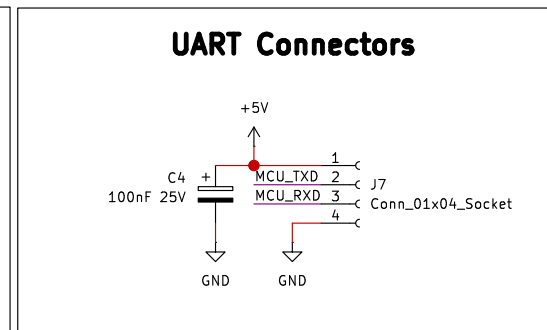 UART Connectors
+5V
1
C4 + MCU_TXD 2 J7
100nF 25V MCU_RXD 3 Conn_01x04_Socket
4
GND GND